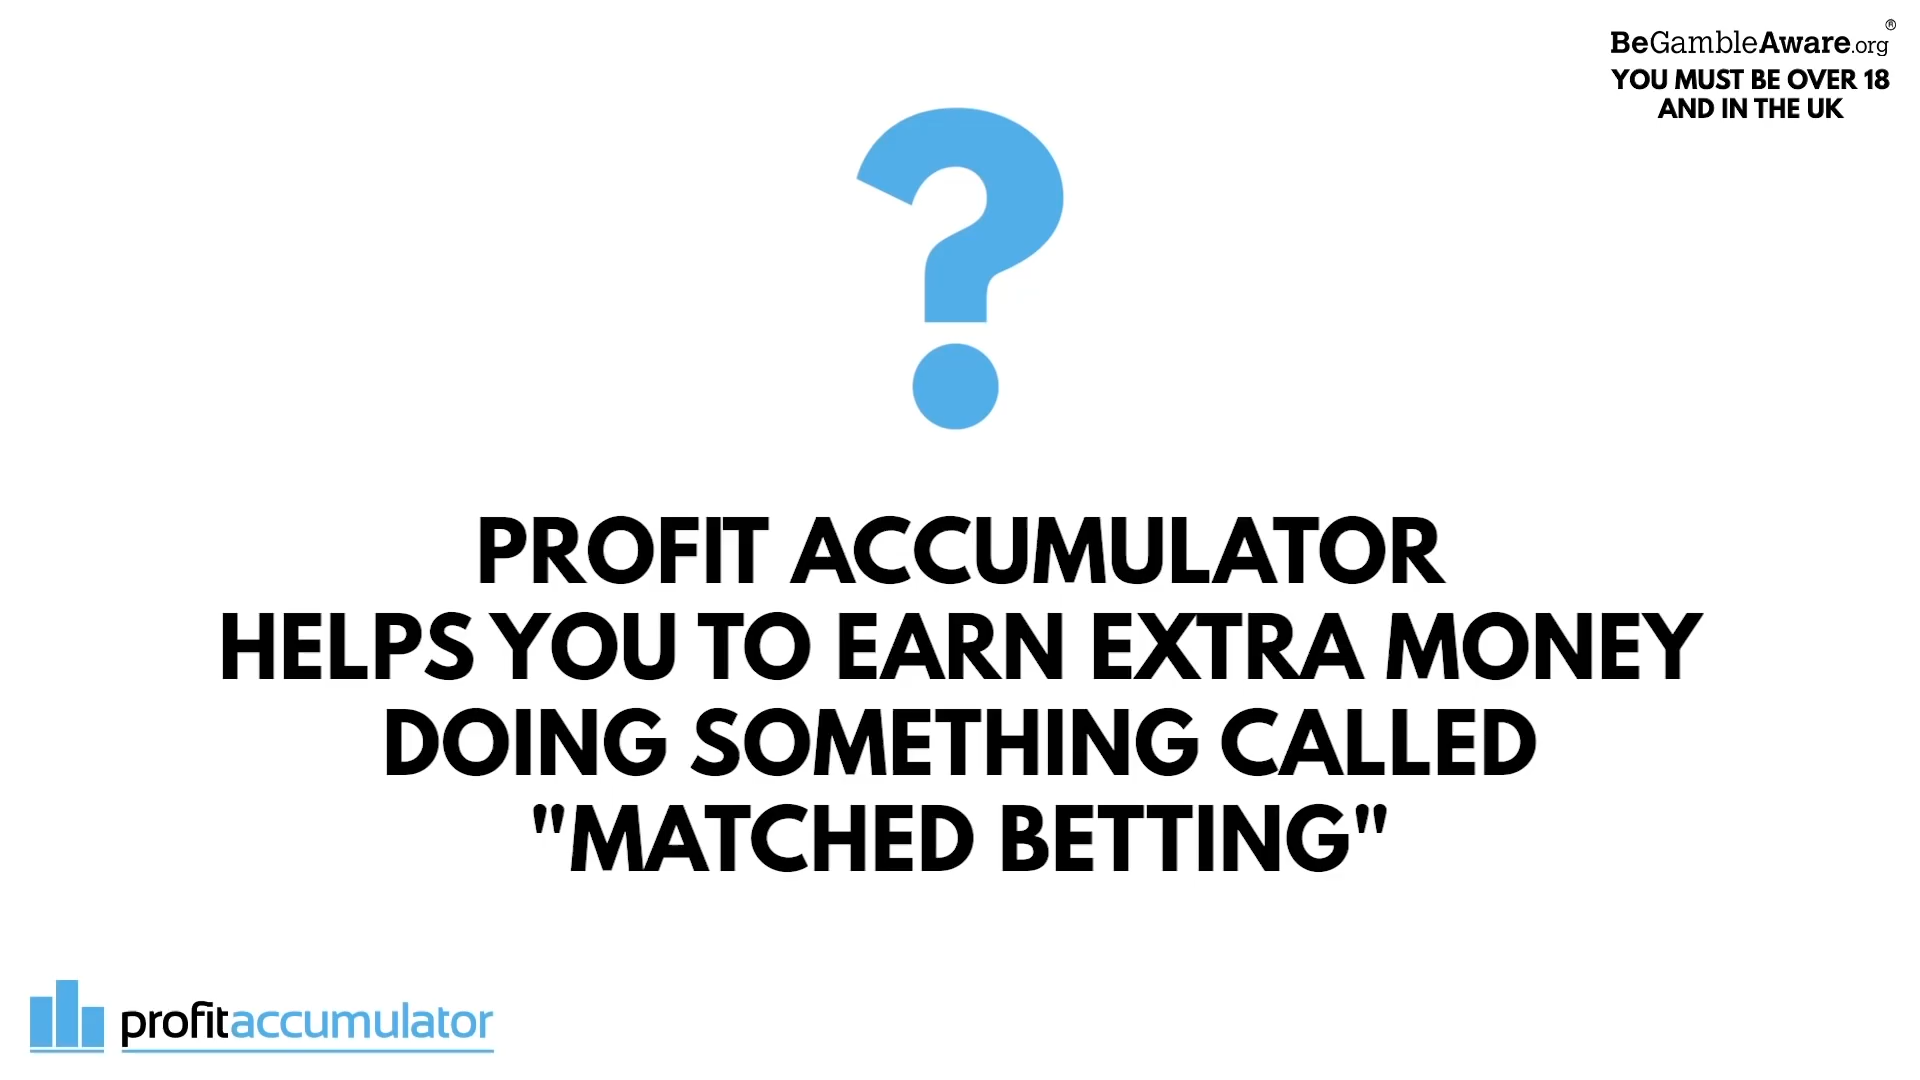 BeGambleAware.org®
YOU MUST BE OVER 18
AND IN THE UK
?
PROFIT ACCUMULATOR
HELPS YOU TO EARN EXTRA MONEY
DOING SOMETHING CALLED
"MATCHED BETTING"
profitaccumulator